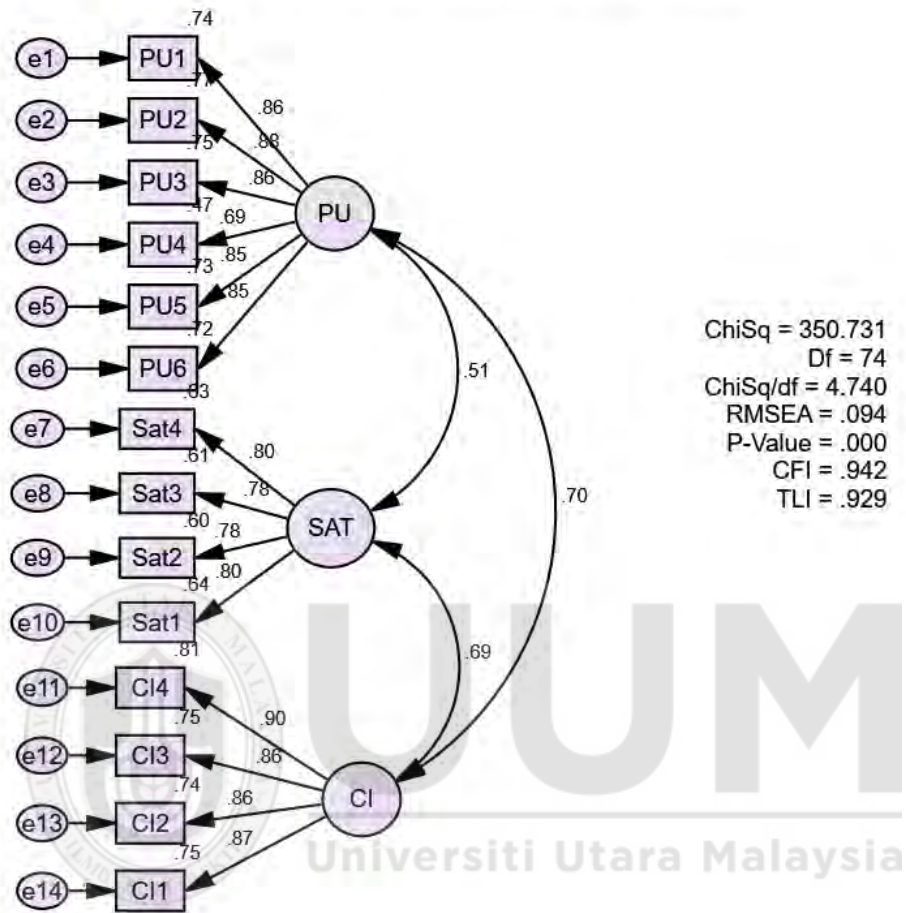 .74
e1 PU1
.77
.86
e2 PU2
.88
.75
e3 PU3
.86
PU
.47
.69
e4 PU4
.73
.85
e5 PU5
.85
.72
e6 PU6
.51
.63
e7 Sat4
.80
.61
e8 Sat3
.78
SAT
.60
.78
e9 Sat2
.64
.80
e10 Sat1
.70
.69
.81
e11 CI4
.90
.75
e12 CI3
.86
CI
.74
.86
e13 CI2
.75
.87
e14 CI1
ChiSq = 350.731
Df = 74
ChiSq/df = 4.740
RMSEA = .094
P-Value = .000
CFI = .942
TLI = .929
UUM
Universiti Utara Malaysia